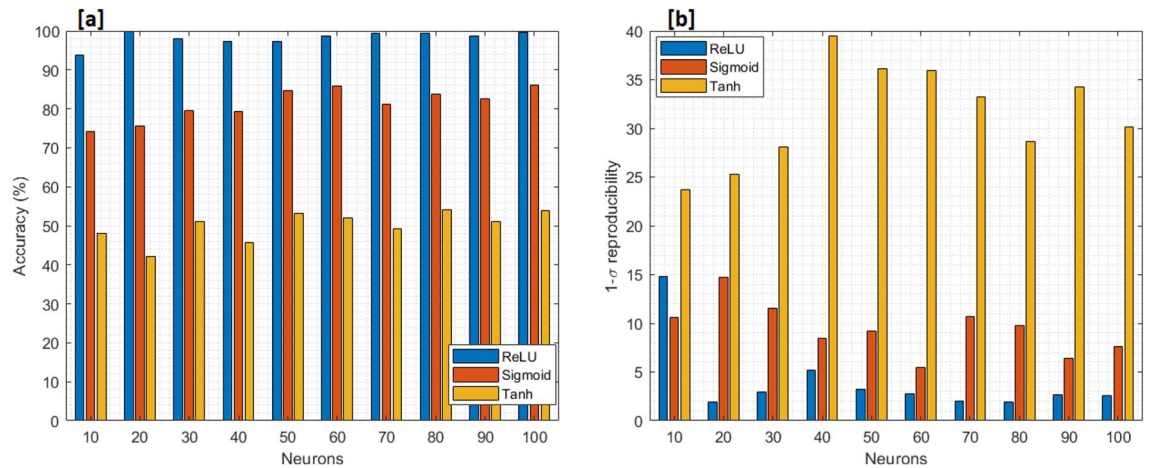 [a]
100
90
80
70
60
50
40
30
20
10
0
Accuracy (%)
10 20 30 40 50 60 70 80 90 100
Neurons
ReLU
Sigmoid
Tanh
[b]
40
35
30
25
20
15
10
5
0
1-σ reproducibility
10 20 30 40 50 60 70 80 90 100
Neurons
ReLU
Sigmoid
Tanh